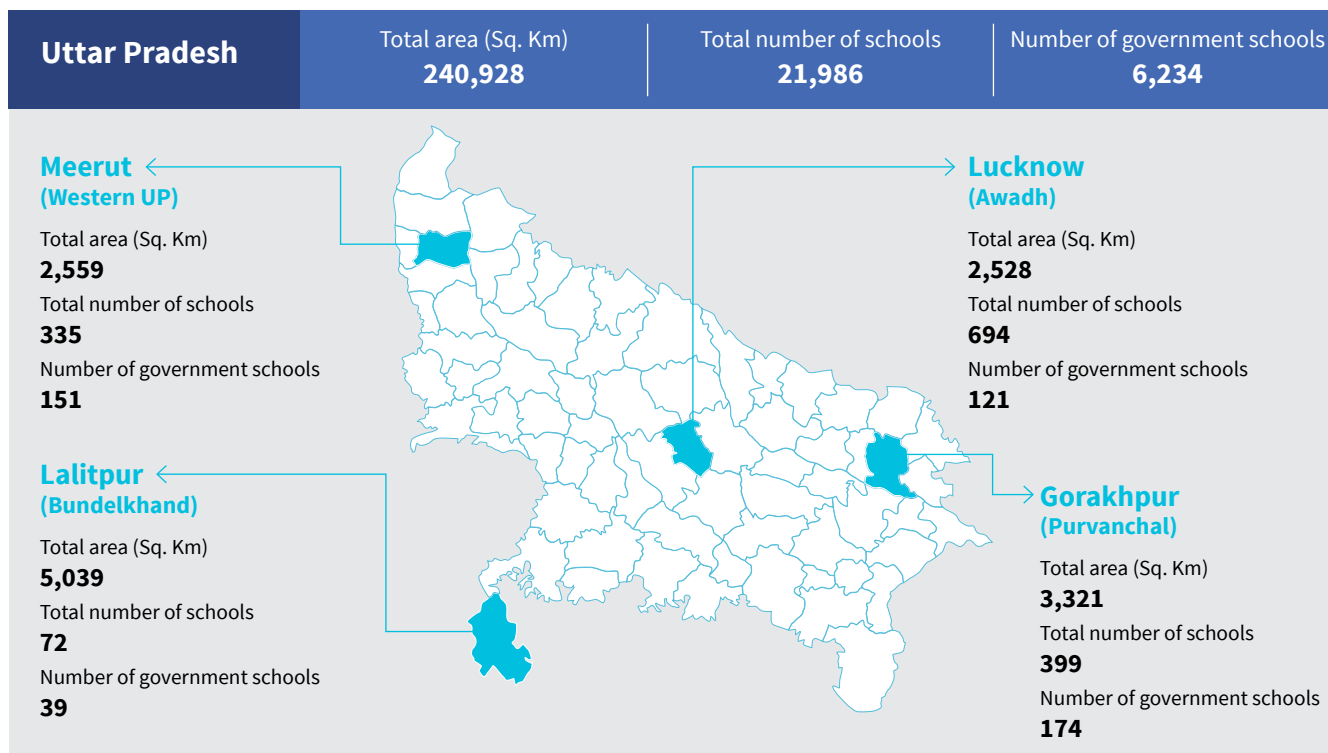 Uttar Pradesh
Total area (Sq. Km)
240,928
Total number of schools
21,986
Number of government schools
6,234
Meerut
(Western UP)
Total area (Sq. Km)
2,559
Total number of schools
335
Number of government schools
151
Lucknow
(Awadh)
Total area (Sq. Km)
2,528
Total number of schools
694
Number of government schools
121
Lalitpur
(Bundelkhand)
Total area (Sq. Km)
5,039
Total number of schools
72
Number of government schools
39
Gorakhpur
(Purvanchal)
Total area (Sq. Km)
3,321
Total number of schools
399
Number of government schools
174